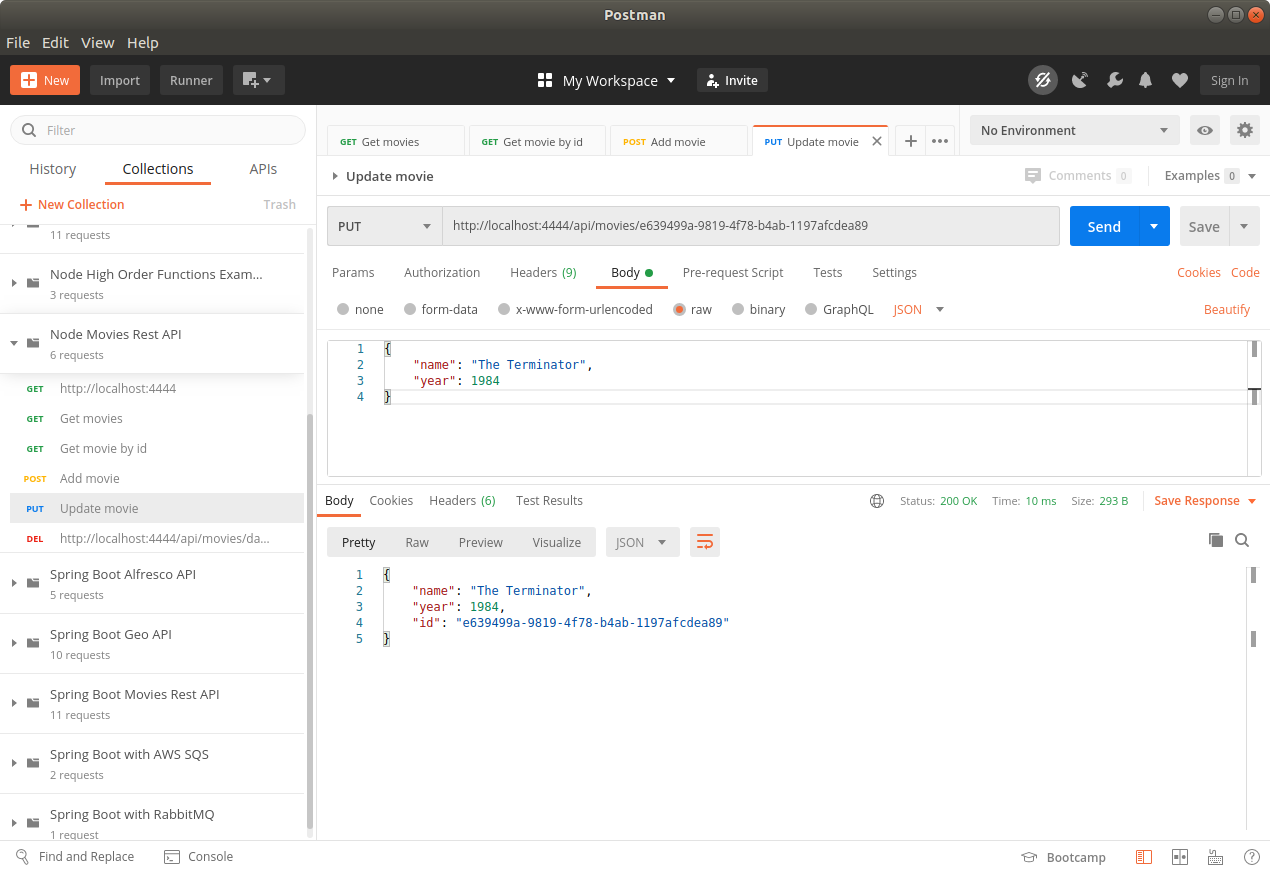 Postman
File Edit View Help
New Import Runner My Workspace Invite Sign In
Filter
History Collections APIs
New Collection Trash
11 requests
Node High Order Functions Exam...
3 requests
Node Movies Rest API
6 requests
GET http://localhost:4444
GET Get movies
GET Get movie by id
POST Add movie
PUT Update movie
DEL http://localhost:4444/api/movies/da...
Spring Boot Alfresco API
5 requests
Spring Boot Geo API
10 requests
Spring Boot Movies Rest API
11 requests
Spring Boot with AWS SQS
2 requests
Spring Boot with RabbitMQ
1 request
GET Get movies GET Get movie by id POST Add movie PUT Update movie No Environment
Update movie Comments 0 Examples 0
PUT http://localhost:4444/api/movies/e639499a-9819-4f78-b4ab-1197afcdea89 Send Save
Params Authorization Headers (9) Body Pre-request Script Tests Settings Cookies Code
none form-data x-www-form-urlencoded raw binary GraphQL JSON Beautify
1 {
2 "name": "The Terminator",
3 "year": 1984
4 }
Body Cookies Headers (6) Test Results Status: 200 OK Time: 10 ms Size: 293 B Save Response
Pretty Raw Preview Visualize JSON
1 {
2 "name": "The Terminator",
3 "year": 1984,
4 "id": "e639499a-9819-4f78-b4ab-1197afcdea89"
5 }
Find and Replace Console Bootcamp